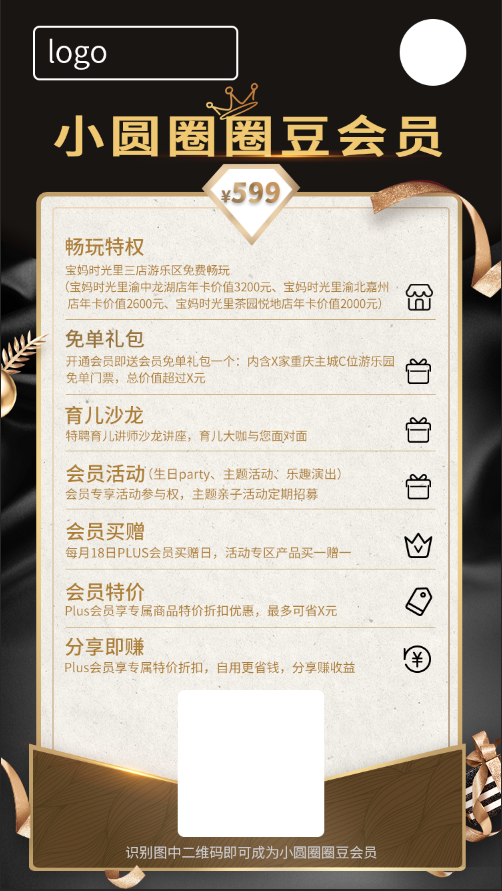 logo
小圆圈圈豆会员
¥599
畅玩特权
宝妈时光里三店游乐区免费畅玩
(宝妈时光里渝中龙湖店年卡价值3200元、宝妈时光里渝北嘉州
店年卡价值2600元、宝妈时光里茶园悦地店年卡价值2000元)
免单礼包
开通会员即送会员免单礼包一个：内含X家重庆主城C位游乐园
免单门票，总价值超过X元
育儿沙龙
特聘育儿讲师沙龙讲座，育儿大咖与您面对面
会员活动(生日party、主题活动、乐趣演出)
会员专享活动参与权，主题亲子活动定期招募
会员买赠
每月18日PLUS会员买赠日，活动专区产品买一赠一
会员特价
Plus会员享专属商品特价折扣优惠，最多可省X元
分享即赚
Plus会员享专属特价折扣，自用更省钱，分享赚收益
识别图中二维码即可成为小圆圈圈豆会员